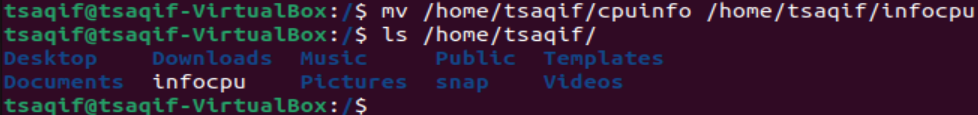 tsaqif@tsaqif-VirtualBox:/$ mv /home/tsaqif/cpuinfo /home/tsaqif/infocpu
tsaqif@tsaqif-VirtualBox:/$ ls /home/tsaqif/
Desktop Downloads Music Public Templates
Documents infocpu Pictures snap Videos
tsaqif@tsaqif-VirtualBox:/$